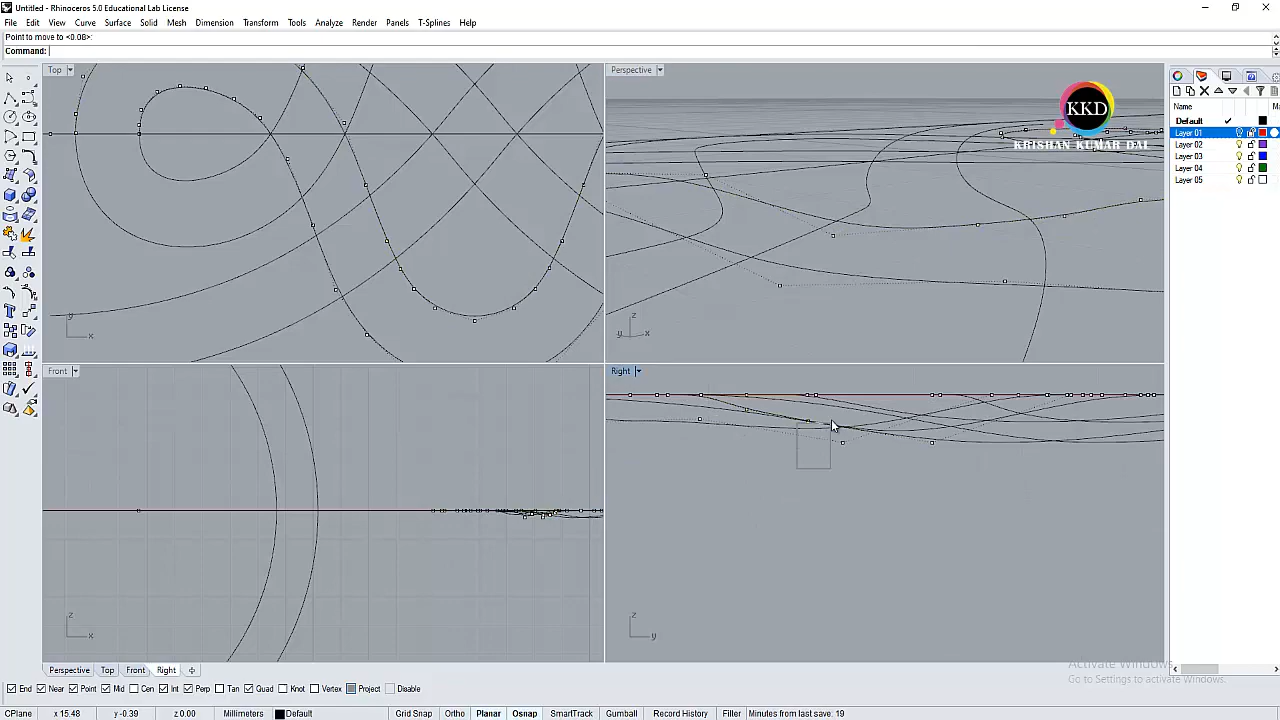 Untitled - Rhinoceros 5.0 Educational Lab License
File Edit View Curve Surface Solid Mesh Dimension Transform Tools Analyze Render Panels T-Splines Help
Point to move to <0.08>:
Command:
Top
Perspective
Name
Default
Layer 01
Layer 02
Layer 03
Layer 04
Layer 05
KKD
KRISHAN KUMAR DAI
y
x
z
y
x
Front
Right
z
x
z
y
Perspective Top Front Right
Activate Windows
Go to Settings to activate Windows.
End Near Point Mid Cen Int Perp Tan Quad Knot Vertex Project Disable
CPlane x 15.48 y -0.39 z 0.00 Millimeters Default Grid Snap Ortho Planar Osnap SmartTrack Gumball Record History Filter Minutes from last save: 19